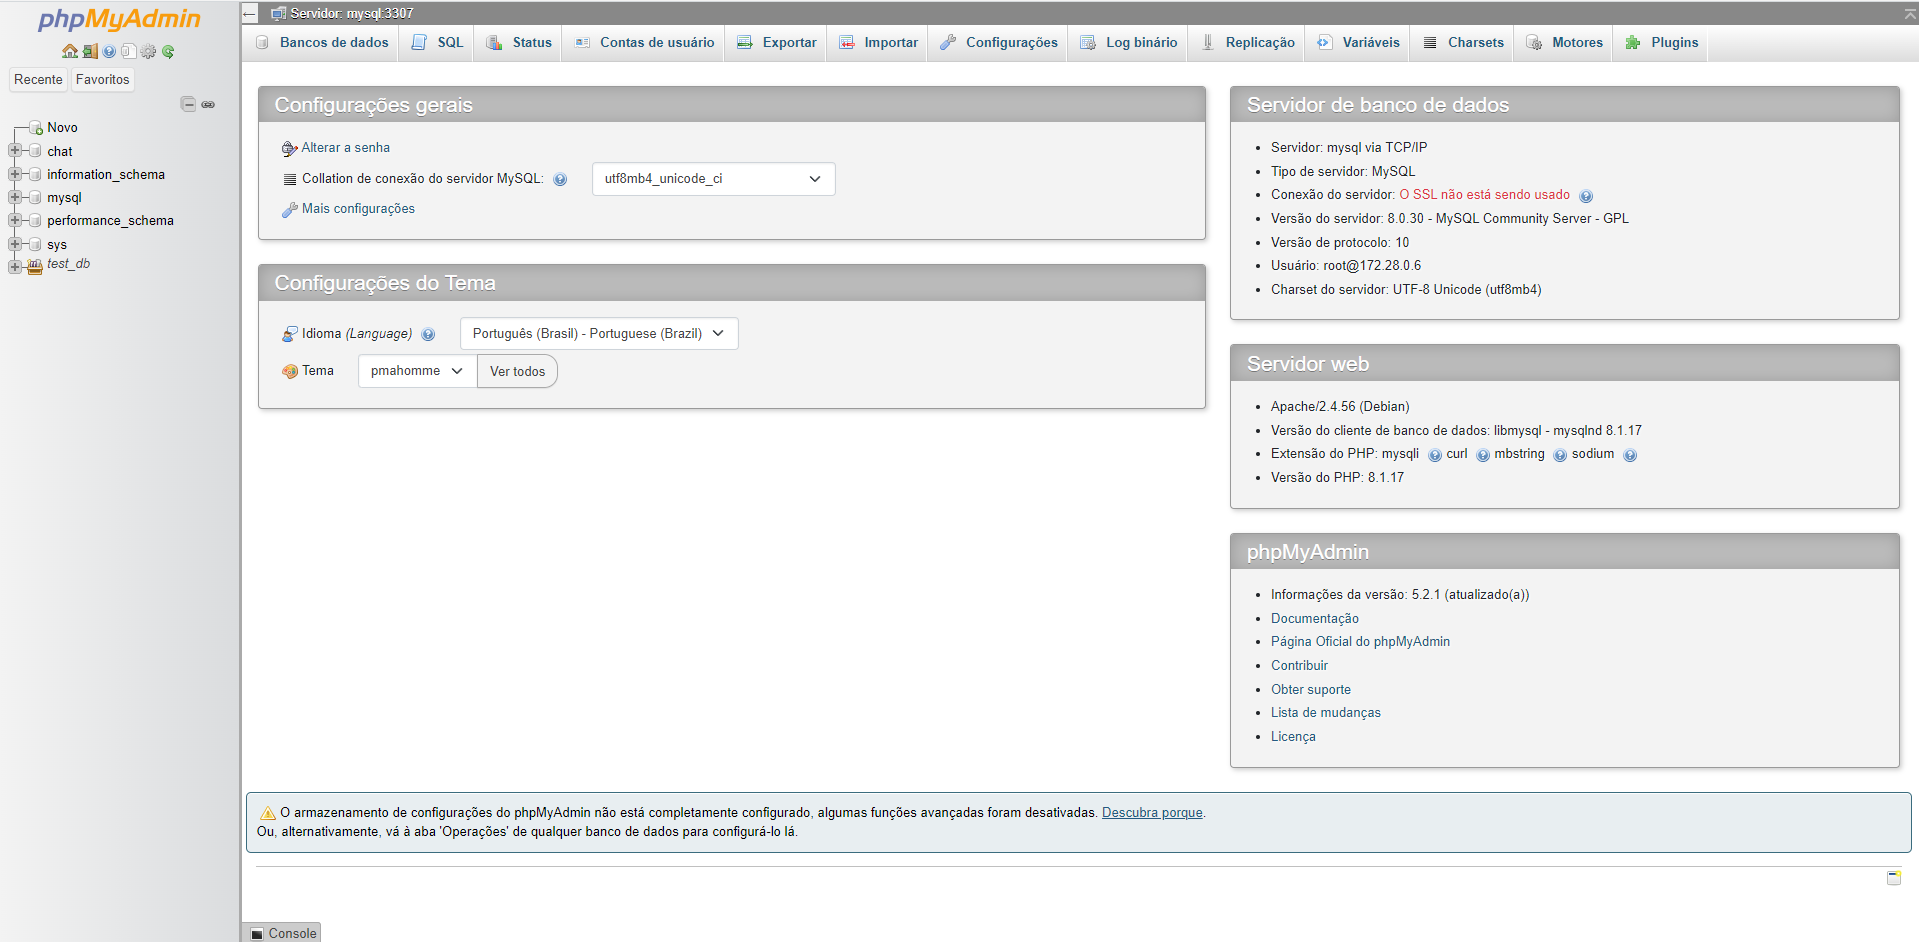 phpMyAdmin
Recente
Favoritos
Novo
chat
information_schema
mysql
performance_schema
sys
test_db
Servidor: mysql:3307
Bancos de dados
SQL
Status
Contas de usuário
Exportar
Importar
Configurações
Log binário
Replicação
Variáveis
Charsets
Motores
Plugins
Configurações gerais
Alterar a senha
Collation de conexão do servidor MySQL:
utf8mb4_unicode_ci
Mais configurações
Configurações do Tema
Idioma (Language)
Português (Brasil) - Portuguese (Brazil)
Tema
pmahomme
Ver todos
Servidor de banco de dados
Servidor: mysql via TCP/IP
Tipo de servidor: MySQL
Conexão do servidor: O SSL não está sendo usado
Versão do servidor: 8.0.30 - MySQL Community Server - GPL
Versão de protocolo: 10
Usuário: root@172.28.0.6
Charset do servidor: UTF-8 Unicode (utf8mb4)
Servidor web
Apache/2.4.56 (Debian)
Versão do cliente de banco de dados: libmysql - mysqlnd 8.1.17
Extensão do PHP: mysqli curl mbstring sodium
Versão do PHP: 8.1.17
phpMyAdmin
Informações da versão: 5.2.1 (atualizado(a))
Documentação
Página Oficial do phpMyAdmin
Contribuir
Obter suporte
Lista de mudanças
Licença
O armazenamento de configurações do phpMyAdmin não está completamente configurado, algumas funções avançadas foram desativadas. Descubra porque.
Ou, alternativamente, vá à aba 'Operações' de qualquer banco de dados para configurá-lo lá.
Console